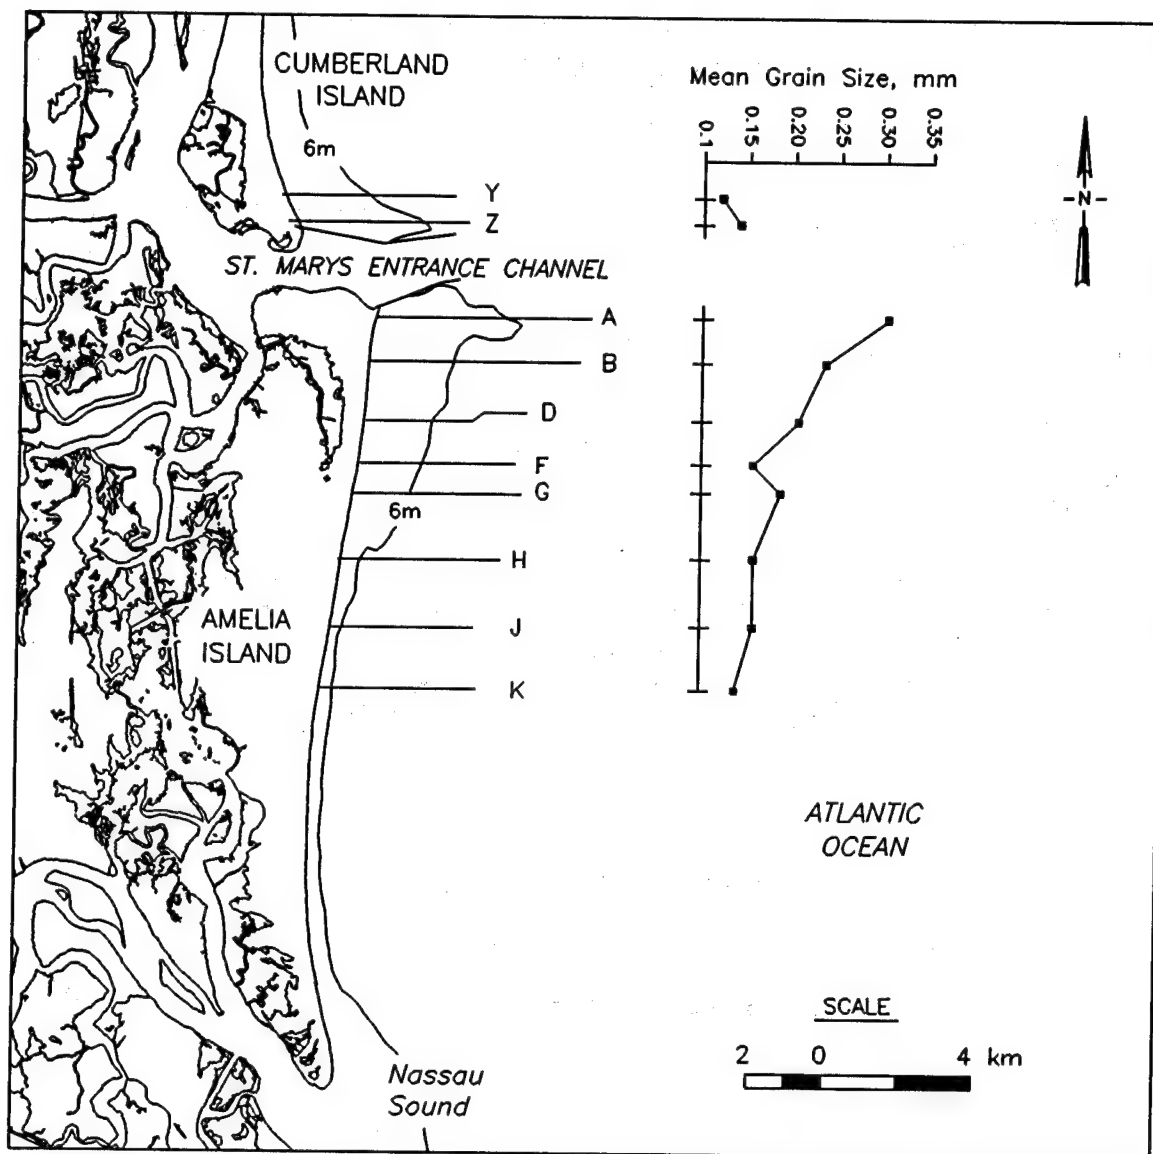 CUMBERLAND
ISLAND
Mean Grain Size, mm
0.1 0.15 0.20 0.25 0.30 0.35
6m
Y
Z
N
ST. MARYS ENTRANCE CHANNEL
A
B
D
F
G
6m
H
AMELIA
ISLAND
J
K
ATLANTIC
OCEAN
SCALE
2 0 4 km
Nassau
Sound